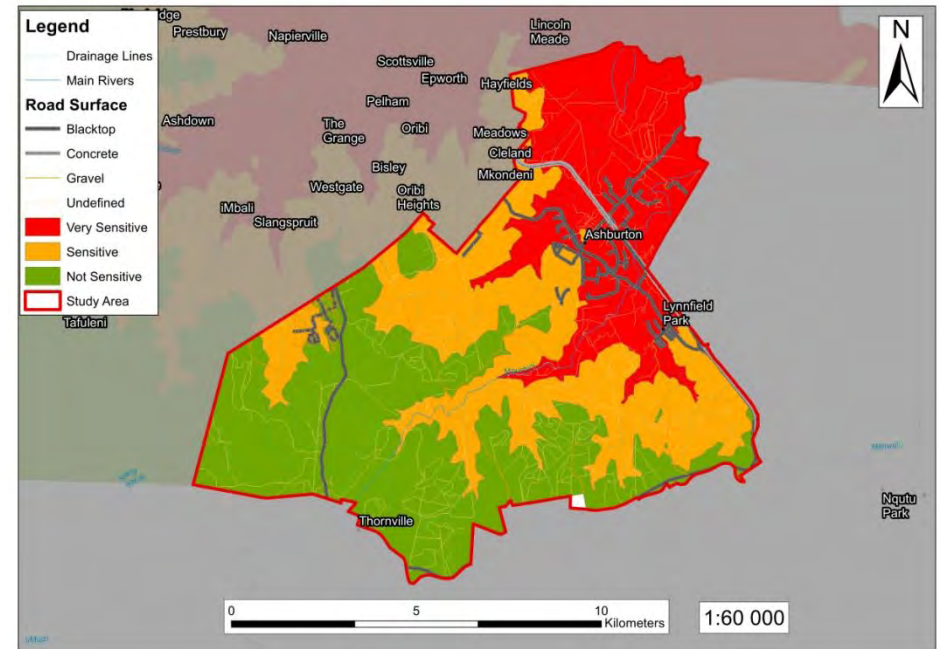 Legend
Drainage Lines
Main Rivers
Road Surface
Blacktop
Concrete
Gravel
Undefined
Very Sensitive
Sensitive
Not Sensitive
Study Area
Prestbury
Napierville
Lincoln
Meade
N
Scottsville
Epworth
Hayfields
Pelham
Ashdown
The
Grange
Oribi
Meadows
Cleland
Bisley
Mkondeni
Westgate
Oribi
Heights
iMbali
Slangspruit
Ashburton
Lynnfield
Park
Tafuleni
Nqutu
Park
Thornville
0
5
10
Kilometers
1:60 000